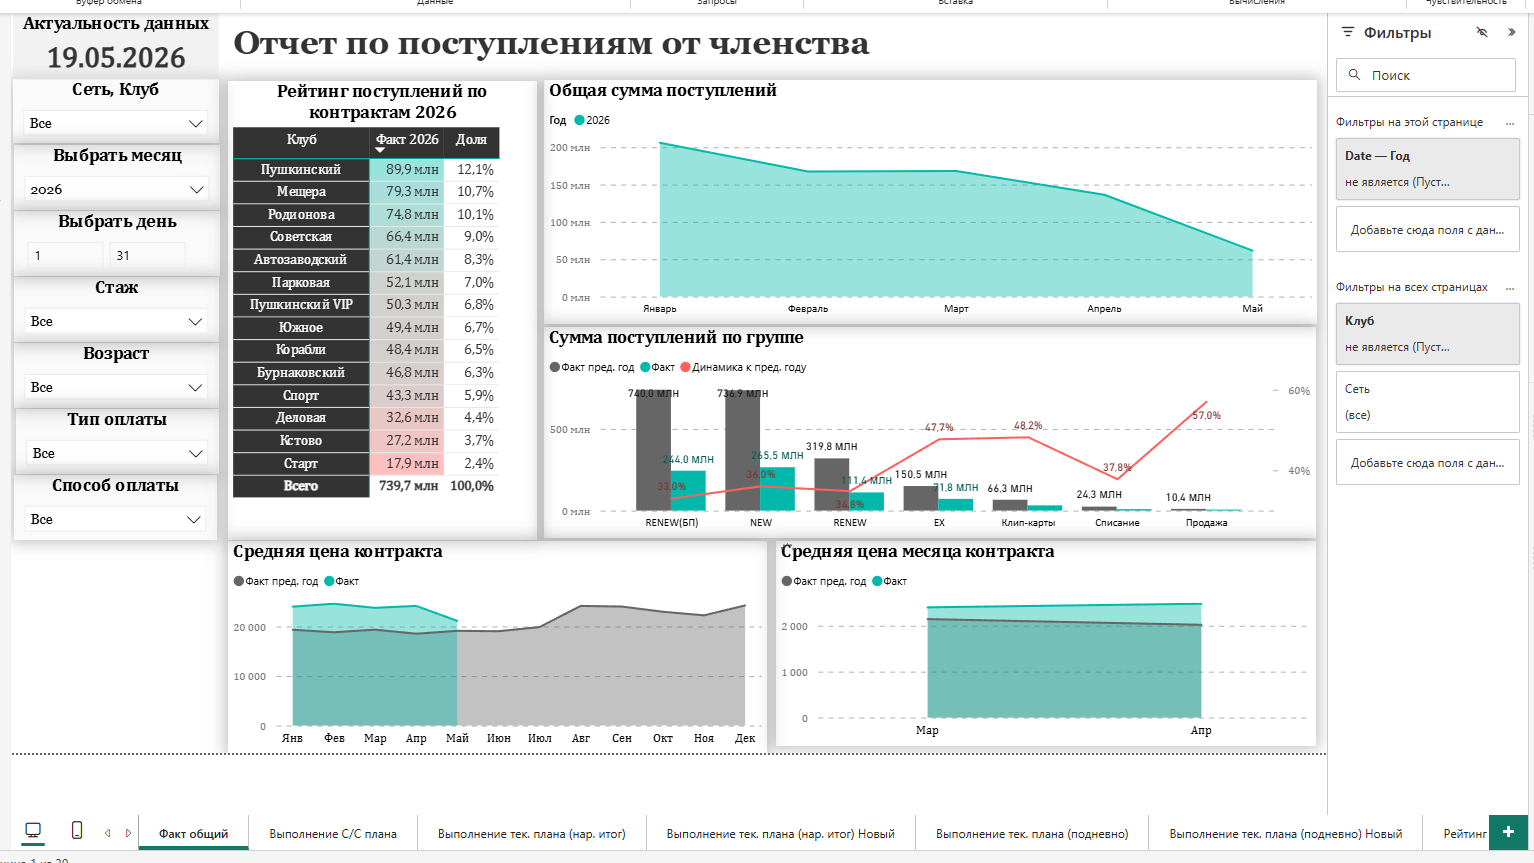 Буфер обмена
Данные
Запросы
Вставка
Вычисления
Чувствительность
Актуальность данных
19.05.2026
Отчет по поступлениям от членства
Сеть, Клуб
Все
Выбрать месяц
2026
Выбрать день
1
31
Стаж
Все
Возраст
Все
Тип оплаты
Все
Способ оплаты
Все
Рейтинг поступлений по
контрактам 2026
Клуб Факт 2026 Доля
Пушкинский 89,9 млн 12,1%
Мещера 79,3 млн 10,7%
Родионова 74,8 млн 10,1%
Советская 66,4 млн 9,0%
Автозаводский 61,4 млн 8,3%
Парковая 52,1 млн 7,0%
Пушкинский VIP 50,3 млн 6,8%
Южное 49,4 млн 6,7%
Корабли 48,4 млн 6,5%
Бурнаковский 46,8 млн 6,3%
Спорт 43,3 млн 5,9%
Деловая 32,6 млн 4,4%
Кстово 27,2 млн 3,7%
Старт 17,9 млн 2,4%
Всего 739,7 млн 100,0%
Общая сумма поступлений
Год 2026
200 млн
150 млн
100 млн
50 млн
0 млн
Январь Февраль Март Апрель Май
Сумма поступлений по группе
Факт пред. год Факт Динамика к пред. году
740,0 МЛН 736,9 МЛН 319,8 МЛН 150,5 МЛН 66,3 МЛН 24,3 МЛН 10,4 МЛН
244,0 МЛН 265,5 МЛН 111,4 МЛН 71,8 МЛН
33,0% 36,0% 34,8% 47,7% 48,2% 37,8% 57,0%
500 млн
0 млн
60%
40%
RENEW(БП) NEW RENEW EX Клип-карты Списание Продажа
Средняя цена контракта
Факт пред. год Факт
20 000
10 000
0
Янв Фев Мар Апр Май Июн Июл Авг Сен Окт Ноя Дек
Средняя цена месяца контракта
Факт пред. год Факт
2 000
1 000
0
Мар Апр
Фильтры
Поиск
Фильтры на этой странице ...
Date — Год
не является (Пуст...
Добавьте сюда поля с дан...
Фильтры на всех страницах ...
Клуб
не является (Пуст...
Сеть
(все)
Добавьте сюда поля с дан...
Факт общий
Выполнение С/С плана
Выполнение тек. плана (нар. итог)
Выполнение тек. плана (нар. итог) Новый
Выполнение тек. плана (подневно)
Выполнение тек. плана (подневно) Новый
Рейтинг